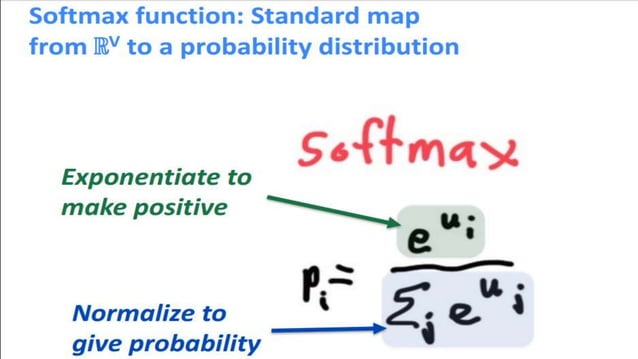 Softmax function: Standard map
from ℝⱽ to a probability distribution
softmax
Exponentiate to
make positive
e^{u_i}
p_i =
Σ_j e^{u_j}
Normalize to
give probability